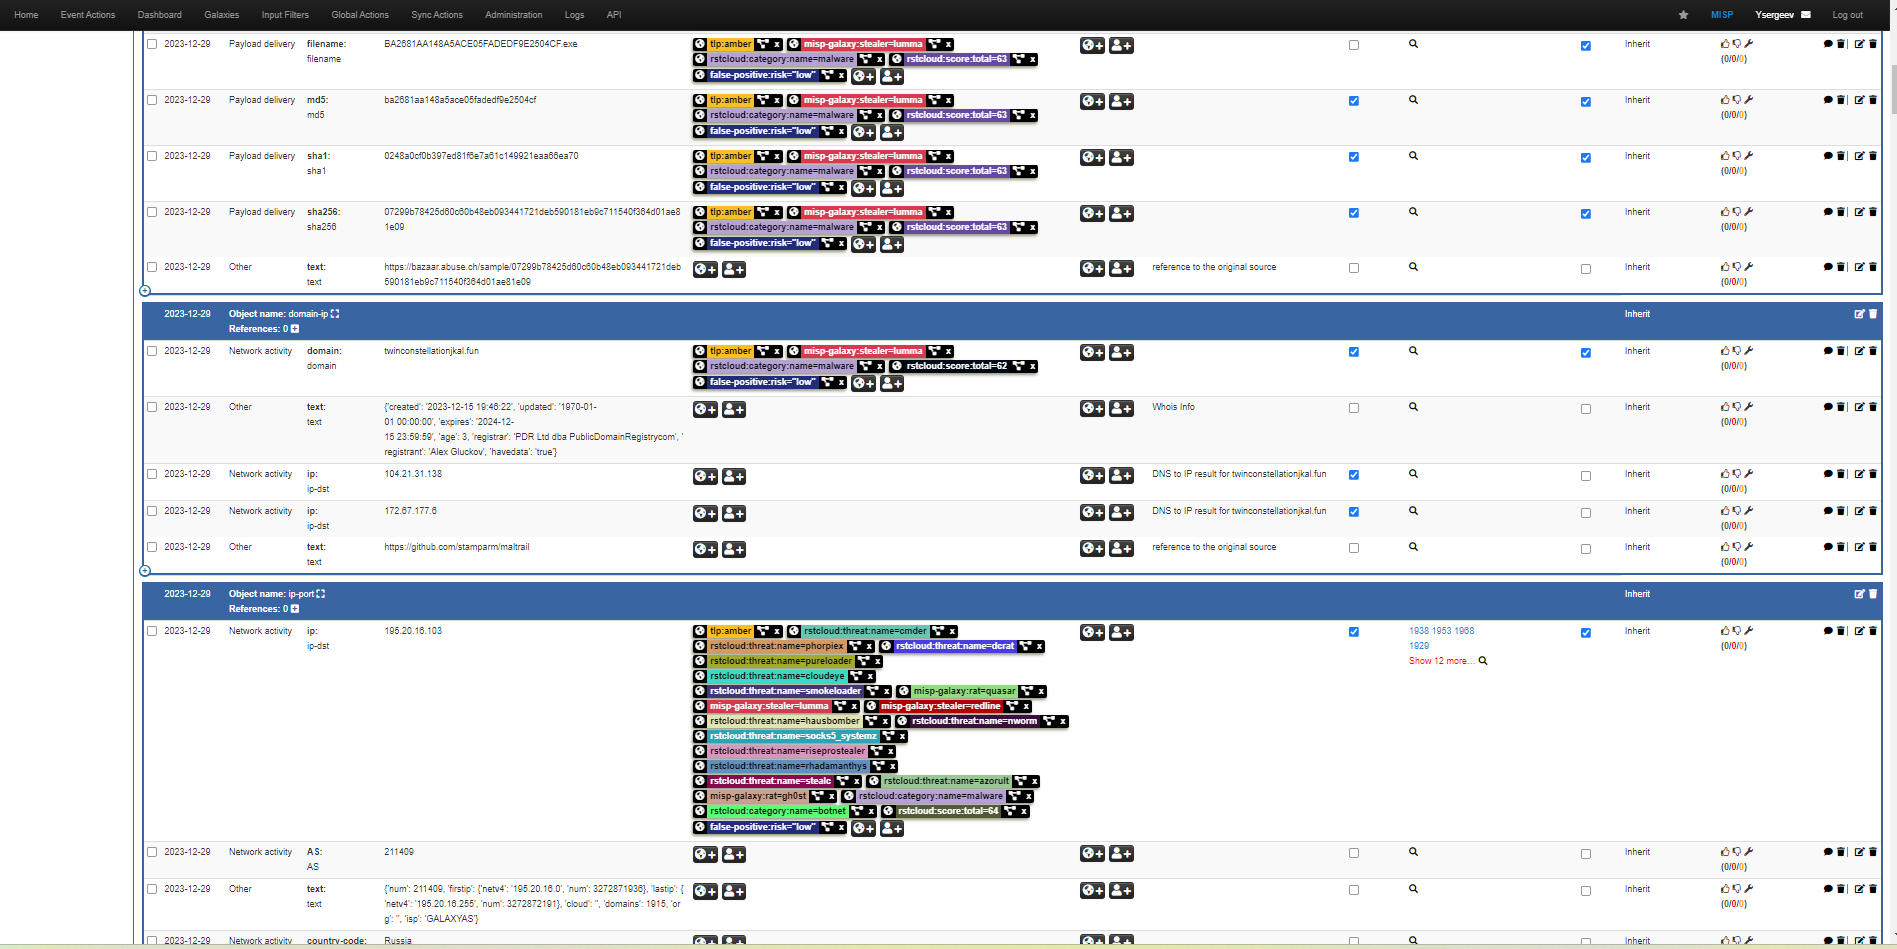 Home Event Actions Dashboard Galaxies Input Filters Global Actions Sync Actions Administration Logs API MISP Ysergeev Log out
2023-12-29 Payload delivery filename: BA2681AA148A5ACE05FADEDF9E2504CF.exe tlp:amber x misp-galaxy:stealer=lumma x Inherit
filename rstcloud:category:name=malware x rstcloud:score:total=63 x (0/0/0)
false-positive:risk="low" x
2023-12-29 Payload delivery md5: ba2681aa148a5ace05fadedf9e2504cf tlp:amber x misp-galaxy:stealer=lumma x Inherit
md5 rstcloud:category:name=malware x rstcloud:score:total=63 x (0/0/0)
false-positive:risk="low" x
2023-12-29 Payload delivery sha1: 0248a0cf0b397ed81f6e7a61c149921eaa66ea70 tlp:amber x misp-galaxy:stealer=lumma x Inherit
sha1 rstcloud:category:name=malware x rstcloud:score:total=63 x (0/0/0)
false-positive:risk="low" x
2023-12-29 Payload delivery sha256: 07299b78425d60c60b48eb093441721deb590181eb9c711540f364d01ae8 tlp:amber x misp-galaxy:stealer=lumma x Inherit
sha256 1e09 rstcloud:category:name=malware x rstcloud:score:total=63 x (0/0/0)
false-positive:risk="low" x
2023-12-29 Other text: https://bazaar.abuse.ch/sample/07299b78425d60c60b48eb093441721deb reference to the original source Inherit
text 590181eb9c711540f364d01ae81e09 (0/0/0)
2023-12-29 Object name: domain-ip Inherit
References: 0
2023-12-29 Network activity domain: twinconstellationjkal.fun tlp:amber x misp-galaxy:stealer=lumma x Inherit
domain rstcloud:category:name=malware x rstcloud:score:total=62 x (0/0/0)
false-positive:risk="low" x
2023-12-29 Other text: {'created': '2023-12-15 19:46:22', 'updated': '1970-01- Whois Info Inherit
text 01 00:00:00', 'expires': '2024-12- (0/0/0)
15 23:59:59', 'age': 3, 'registrar': 'PDR Ltd dba PublicDomainRegistrycom', '
registrant': 'Alex Gluckov', 'havedata': 'true'}
2023-12-29 Network activity ip: 104.21.31.138 DNS to IP result for twinconstellationjkal.fun Inherit
ip-dst (0/0/0)
2023-12-29 Network activity ip: 172.67.177.6 DNS to IP result for twinconstellationjkal.fun Inherit
ip-dst (0/0/0)
2023-12-29 Other text: https://github.com/stamparm/maltrail reference to the original source Inherit
text (0/0/0)
2023-12-29 Object name: ip-port Inherit
References: 0
2023-12-29 Network activity ip: 195.20.16.103 tlp:amber x rstcloud:threat:name=cmder x 1938 1953 1968 Inherit
ip-dst rstcloud:threat:name=phorpiex x rstcloud:threat:name=dcrat x 1929 (0/0/0)
rstcloud:threat:name=pureloader x Show 12 more...
rstcloud:threat:name=cloudeye x
rstcloud:threat:name=smokeloader x misp-galaxy:rat=quasar x
misp-galaxy:stealer=lumma x misp-galaxy:stealer=redline x
rstcloud:threat:name=hausbomber x rstcloud:threat:name=nworm x
rstcloud:threat:name=socks5_systemz x
rstcloud:threat:name=riseprostealer x
rstcloud:threat:name=rhadamanthys x
rstcloud:threat:name=stealc x rstcloud:threat:name=azorult x
misp-galaxy:rat=gh0st x rstcloud:category:name=malware x
rstcloud:category:name=botnet x rstcloud:score:total=64 x
false-positive:risk="low" x
2023-12-29 Network activity AS: 211409 Inherit
AS (0/0/0)
2023-12-29 Other text: {'num': 211409, 'firstip': {'netv4': '195.20.16.0', 'num': 3272871936}, 'lastip': { Inherit
text 'netv4': '195.20.16.255', 'num': 3272872191}, 'cloud': '', 'domains': 1915, 'or (0/0/0)
g': '', 'isp': 'GALAXYAS'}
2023-12-29 Network activity country-code: Russia Inherit